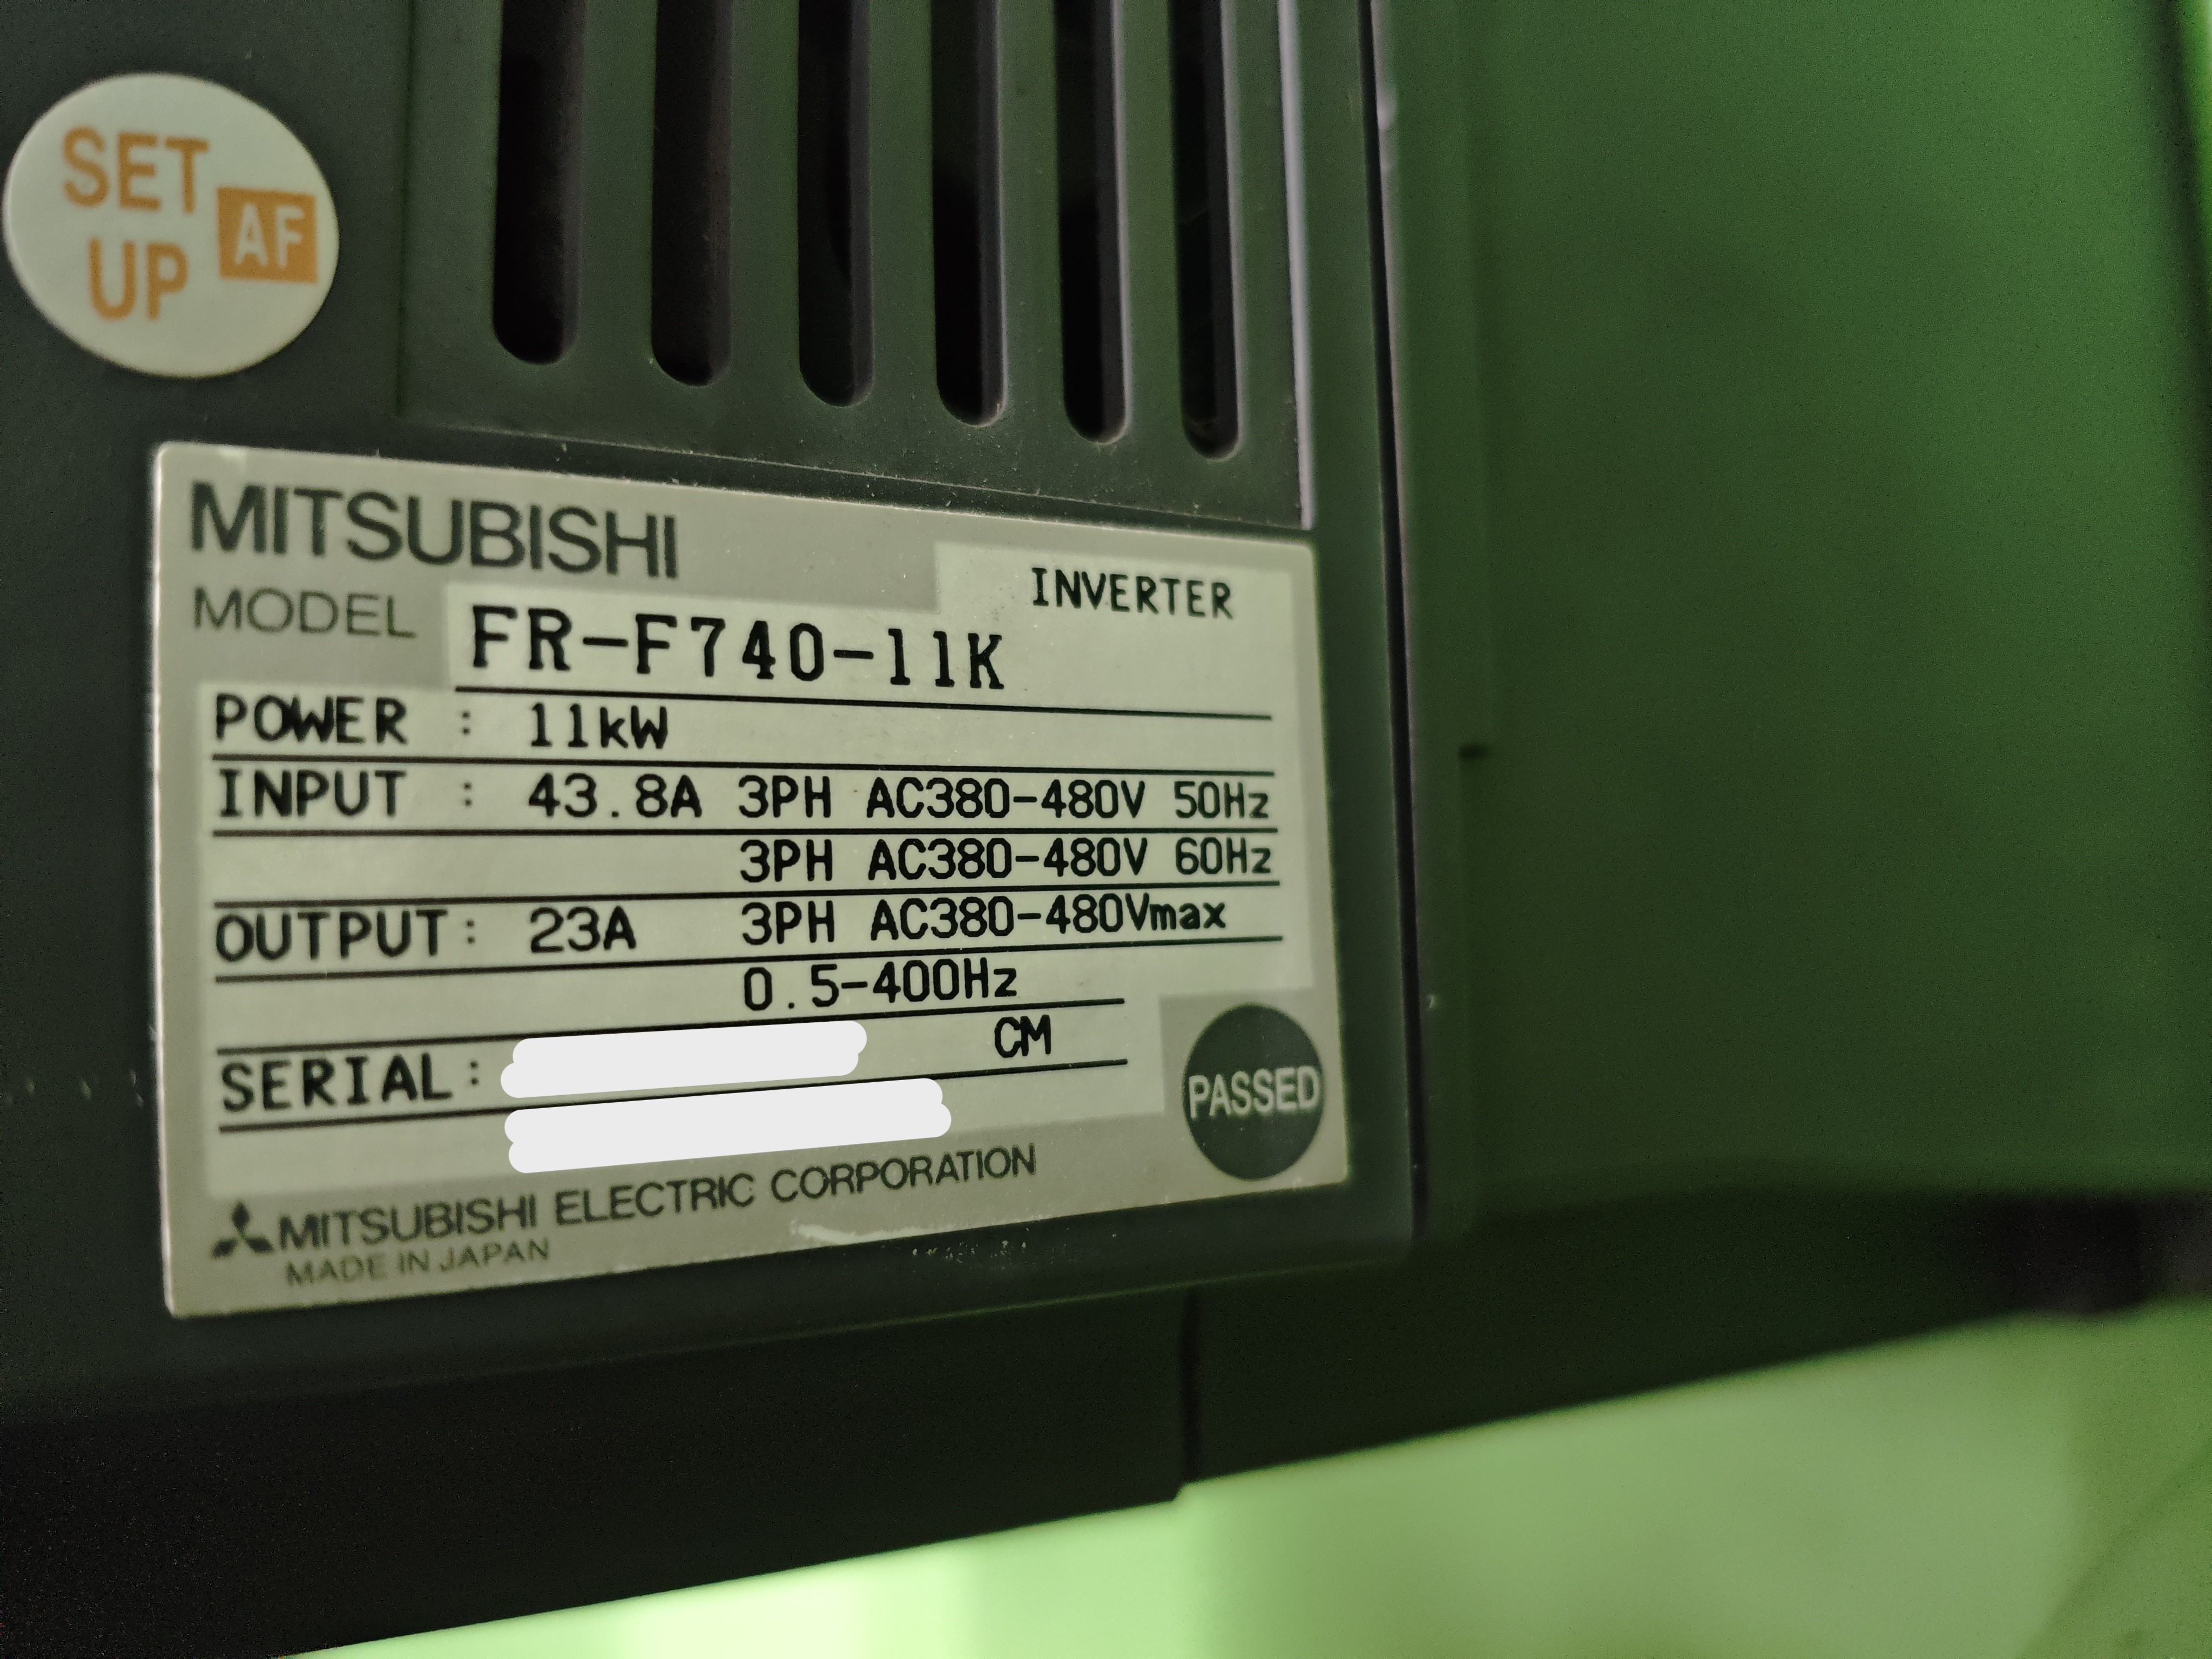 SET
UP AF
MITSUBISHI
INVERTER
MODEL FR-F740-11K
POWER : 11kW
INPUT : 43.8A 3PH AC380-480V 50Hz
3PH AC380-480V 60Hz
OUTPUT: 23A 3PH AC380-480Vmax
0.5-400Hz
SERIAL: CM
PASSED
MITSUBISHI ELECTRIC CORPORATION
MADE IN JAPAN